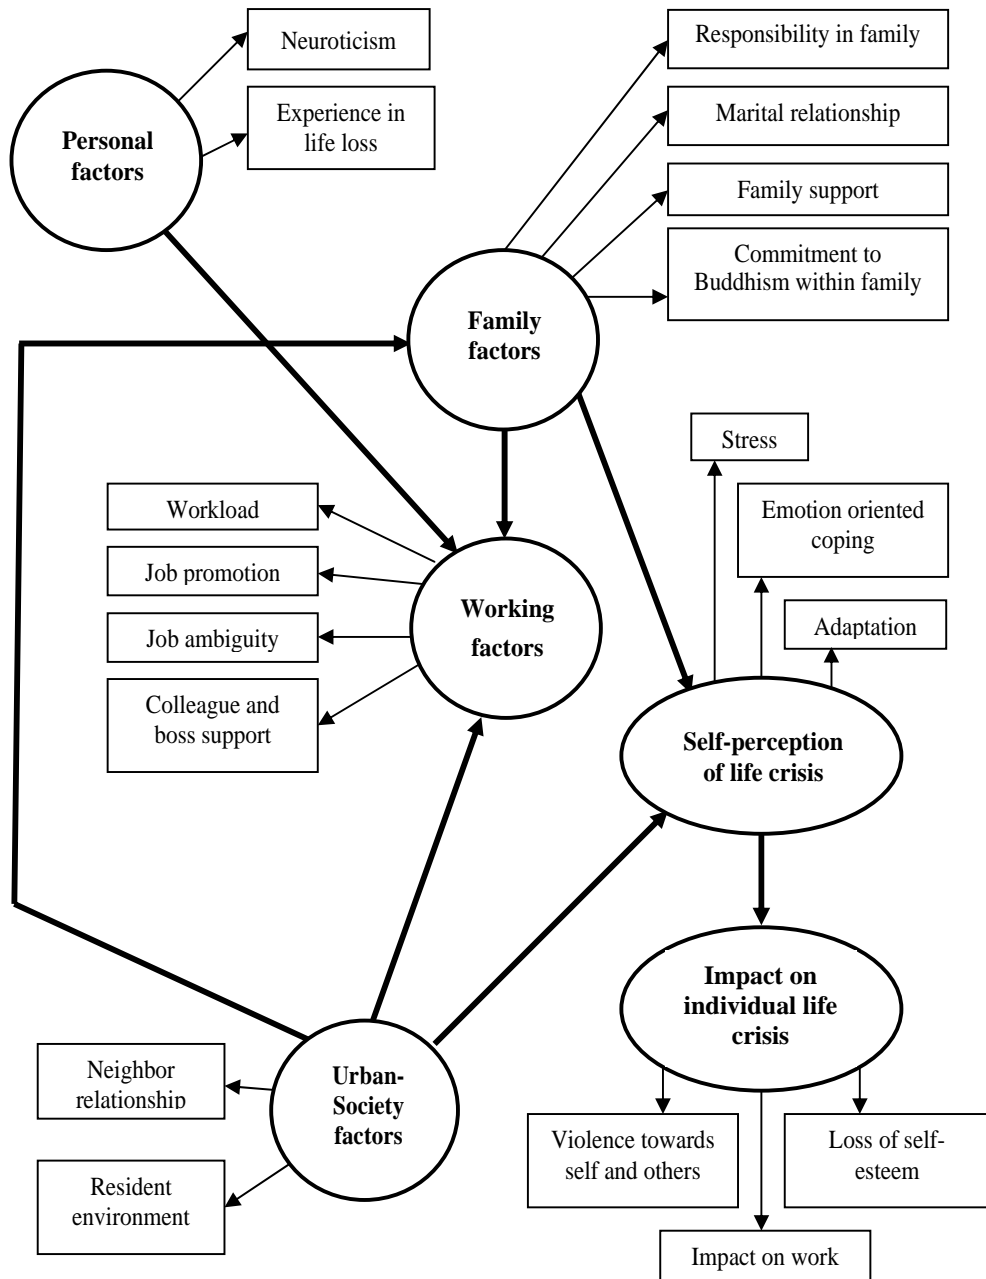 Neuroticism
Experience in
life loss
Personal
factors
Responsibility in family
Marital relationship
Family support
Commitment to
Buddhism within family
Family
factors
Stress
Emotion oriented
coping
Adaptation
Workload
Job promotion
Job ambiguity
Colleague and
boss support
Working
factors
Self-perception
of life crisis
Impact on
individual life
crisis
Neighbor
relationship
Resident
environment
Urban-
Society
factors
Violence towards
self and others
Loss of self-
esteem
Impact on work